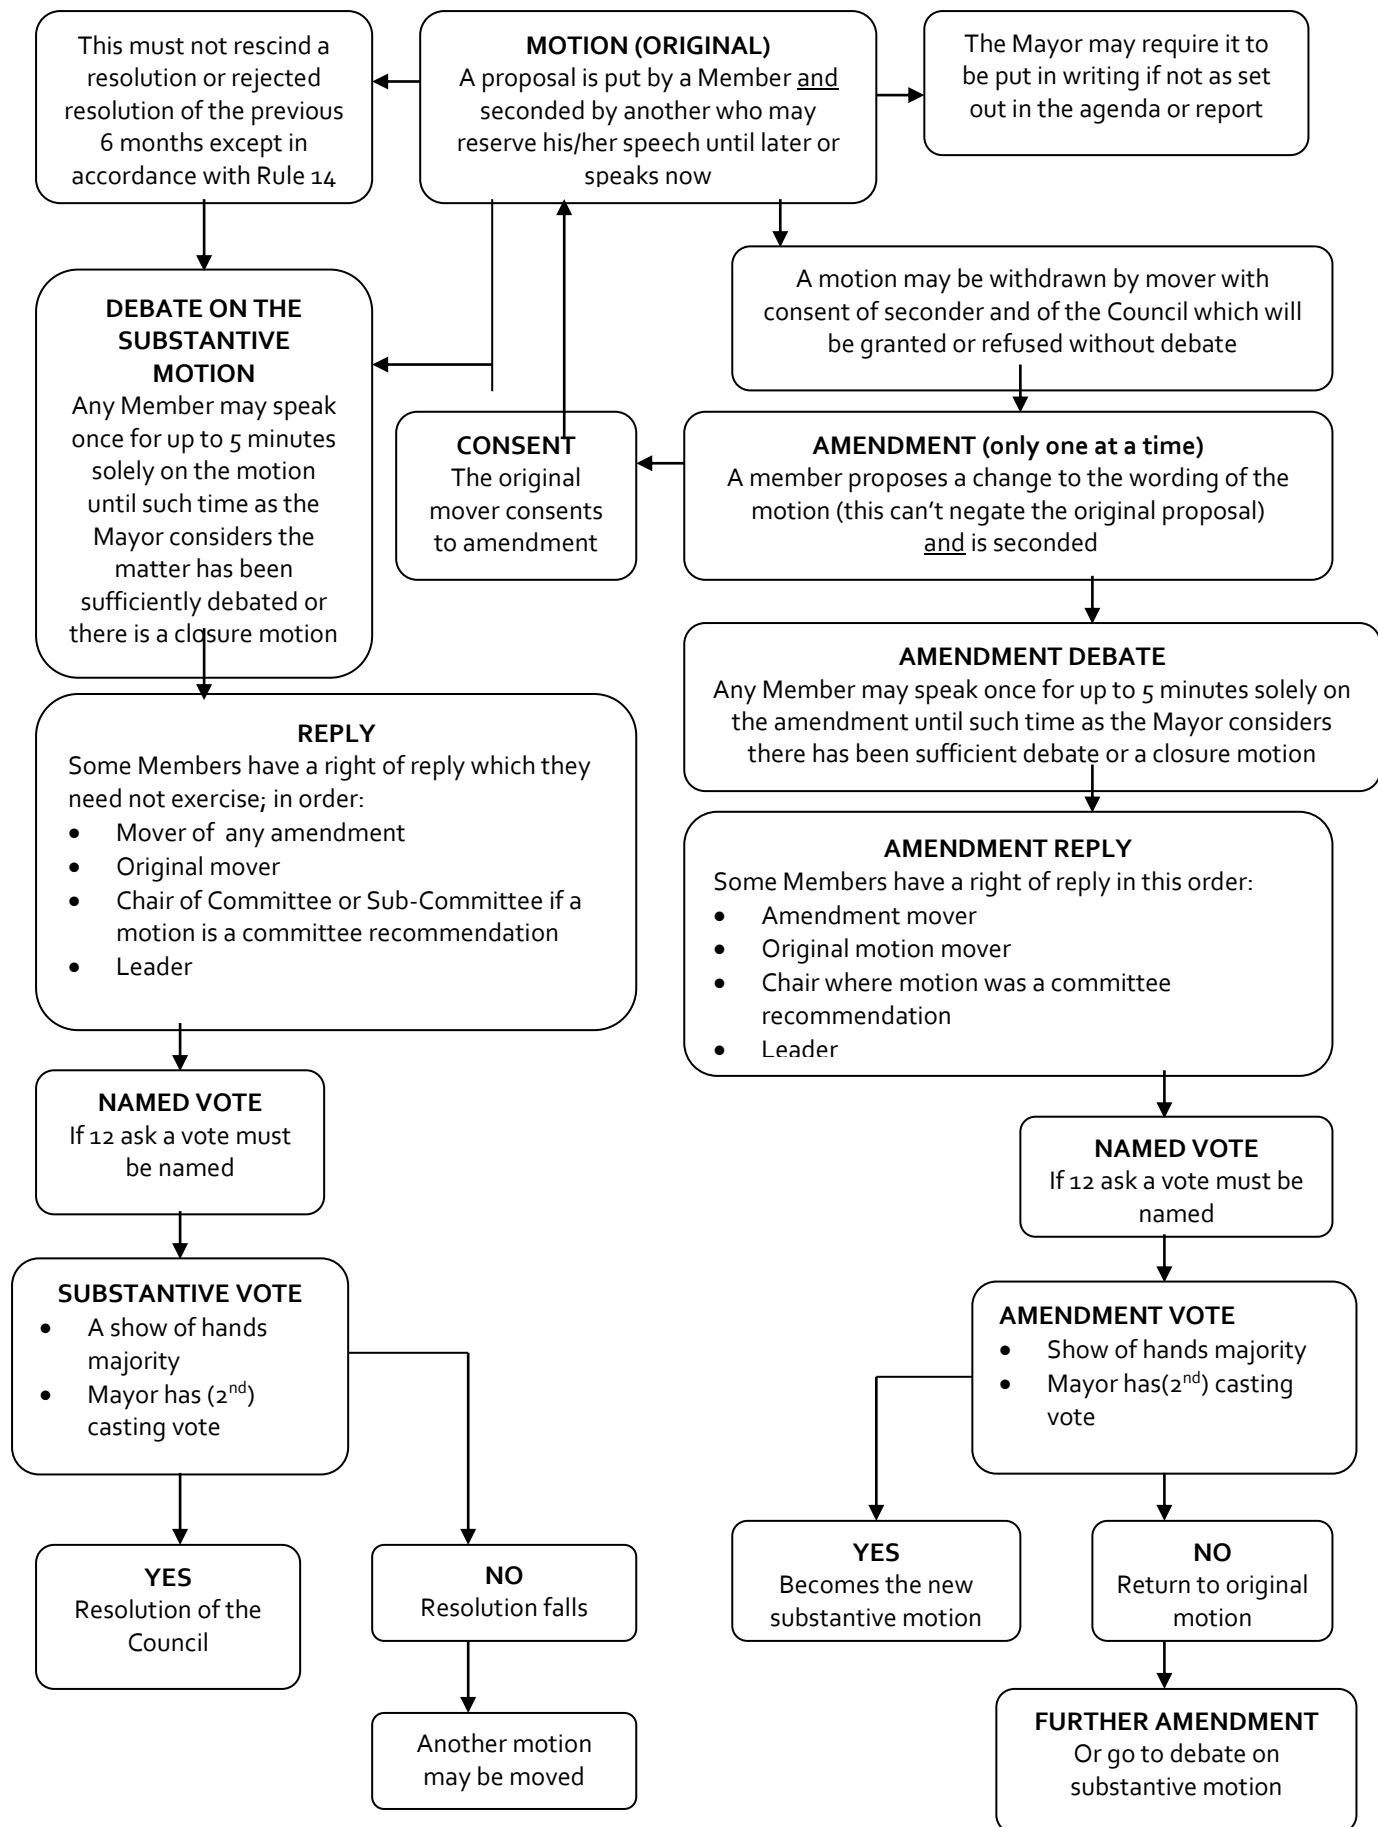 This must not rescind a
resolution or rejected
resolution of the previous
6 months except in
accordance with Rule 14
MOTION (ORIGINAL)
A proposal is put by a Member and
seconded by another who may
reserve his/her speech until later or
speaks now
The Mayor may require it to
be put in writing if not as set
out in the agenda or report
A motion may be withdrawn by mover with
consent of seconder and of the Council which will
be granted or refused without debate
DEBATE ON THE
SUBSTANTIVE
MOTION
Any Member may speak
once for up to 5 minutes
solely on the motion
until such time as the
Mayor considers the
matter has been
sufficiently debated or
there is a closure motion
CONSENT
The original
mover consents
to amendment
AMENDMENT (only one at a time)
A member proposes a change to the wording of the
motion (this can't negate the original proposal)
and is seconded
AMENDMENT DEBATE
Any Member may speak once for up to 5 minutes solely on
the amendment until such time as the Mayor considers
there has been sufficient debate or a closure motion
REPLY
Some Members have a right of reply which they
need not exercise; in order:
• Mover of any amendment
• Original mover
• Chair of Committee or Sub-Committee if a
motion is a committee recommendation
• Leader
AMENDMENT REPLY
Some Members have a right of reply in this order:
• Amendment mover
• Original motion mover
• Chair where motion was a committee
recommendation
• Leader
NAMED VOTE
If 12 ask a vote must
be named
NAMED VOTE
If 12 ask a vote must be
named
SUBSTANTIVE VOTE
• A show of hands
majority
• Mayor has (2nd)
casting vote
AMENDMENT VOTE
• Show of hands majority
• Mayor has(2nd) casting
vote
YES
Resolution of the
Council
NO
Resolution falls
YES
Becomes the new
substantive motion
NO
Return to original
motion
Another motion
may be moved
FURTHER AMENDMENT
Or go to debate on
substantive motion